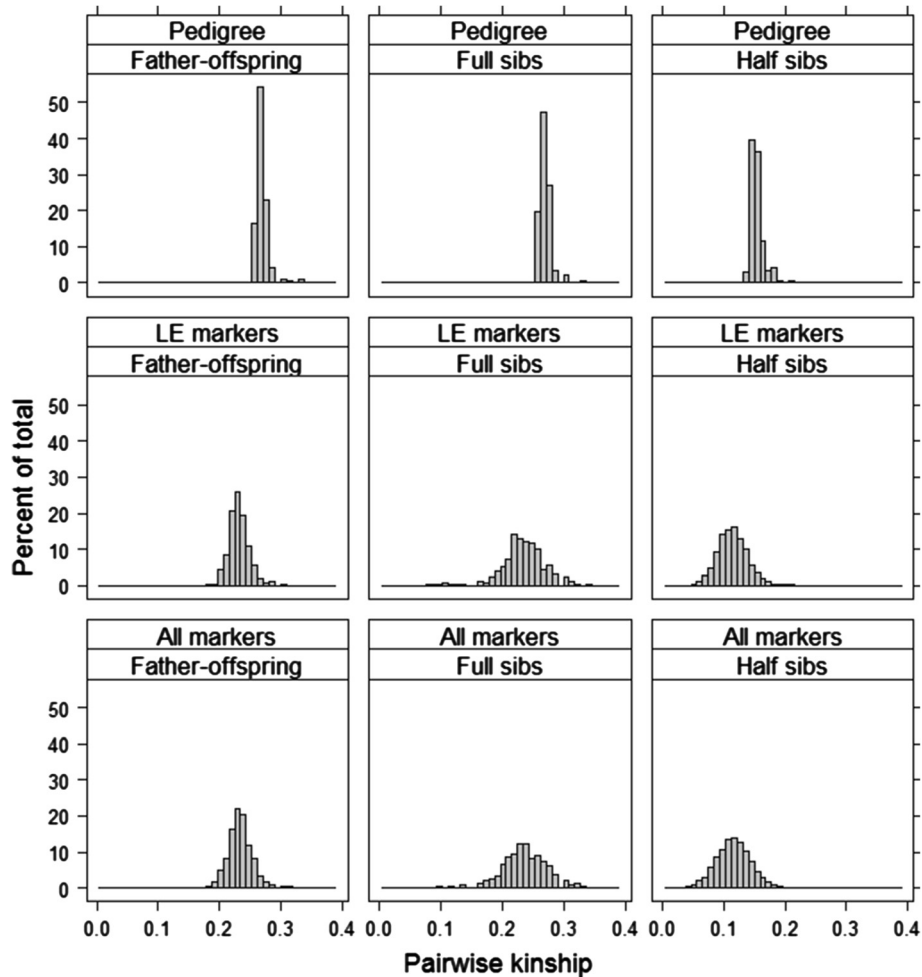 Pedigree Pedigree Pedigree
Father-offspring Full sibs Half sibs
50
40
30
20
10
0
LE markers LE markers LE markers
Father-offspring Full sibs Half sibs
50
40
30
20
10
0
All markers All markers All markers
Father-offspring Full sibs Half sibs
50
40
30
20
10
0
Percent of total
0.0 0.1 0.2 0.3 0.4 0.0 0.1 0.2 0.3 0.4 0.0 0.1 0.2 0.3 0.4
Pairwise kinship